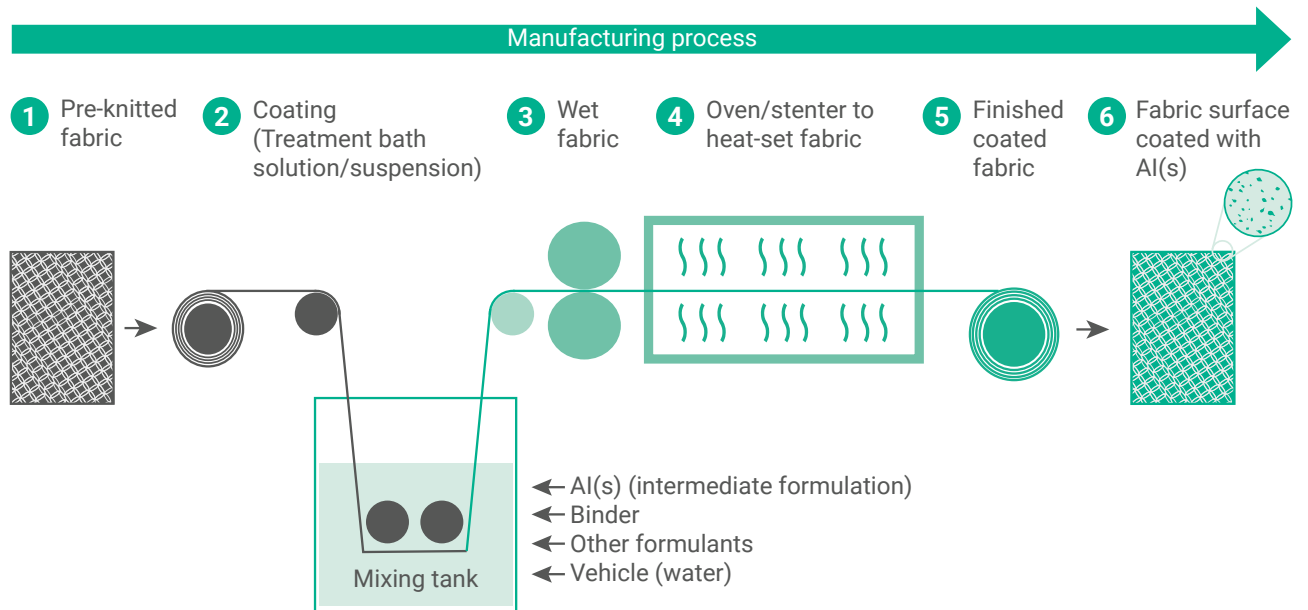 Manufacturing process
1 Pre-knitted
fabric
2 Coating
(Treatment bath
solution/suspension)
3 Wet
fabric
4 Oven/stenter to
heat-set fabric
5 Finished
coated
fabric
6 Fabric surface
coated with
AI(s)
AI(s) (intermediate formulation)
Binder
Other formulants
Vehicle (water)
Mixing tank